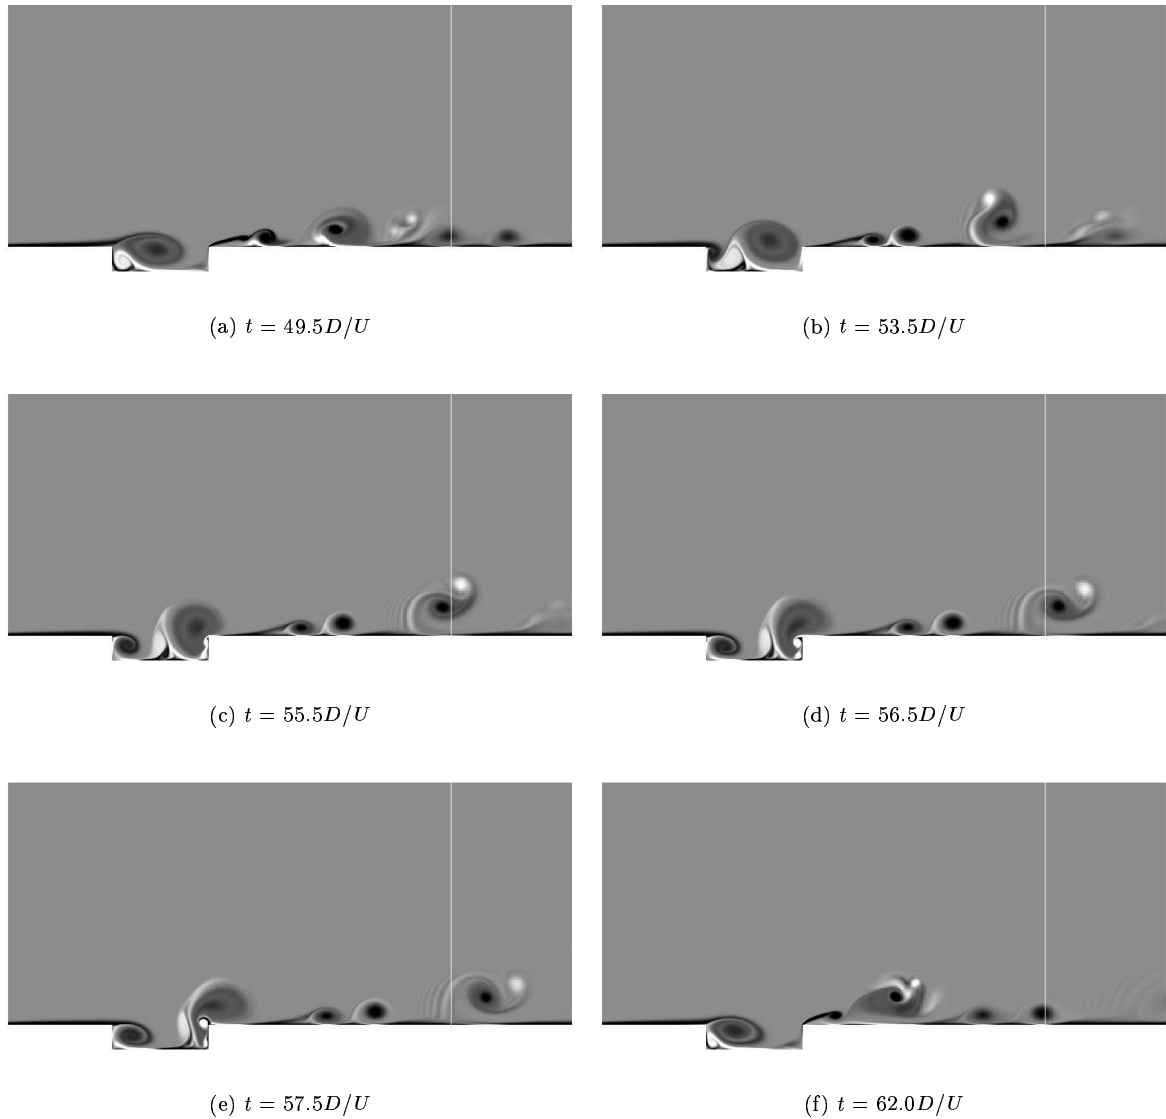 (a) t = 49.5D/U
(b) t = 53.5D/U
(c) t = 55.5D/U
(d) t = 56.5D/U
(e) t = 57.5D/U
(f) t = 62.0D/U